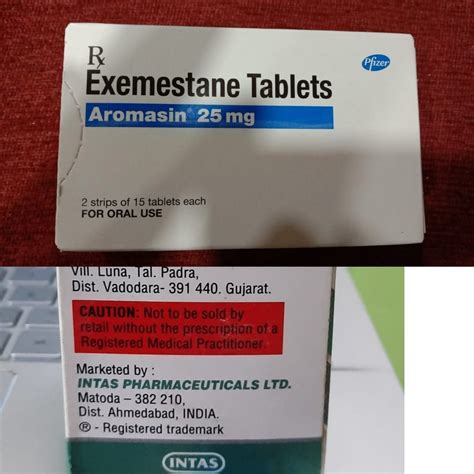 Rx
Exemestane Tablets
Pfizer
Aromasin® 25 mg
2 strips of 15 tablets each
FOR ORAL USE
Vill. Luna, Tal. Padra,
Dist. Vadodara- 391 440. Gujarat.
CAUTION: Not to be sold by
retail without the prescription of a
Registered Medical Practitioner.
Marketed by :
INTAS PHARMACEUTICALS LTD.
Matoda – 382 210,
Dist. Ahmedabad, INDIA.
® - Registered trademark
INTAS